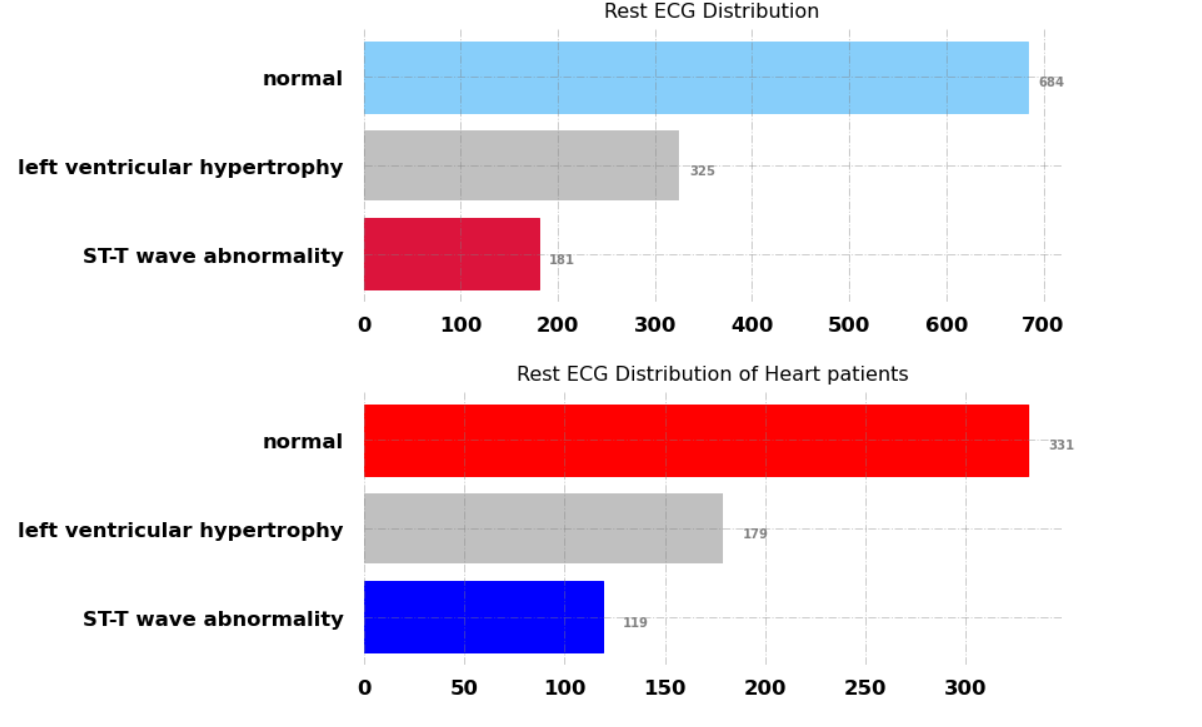 Rest ECG Distribution
normal 684
left ventricular hypertrophy 325
ST-T wave abnormality 181
0 100 200 300 400 500 600 700
Rest ECG Distribution of Heart patients
normal 331
left ventricular hypertrophy 179
ST-T wave abnormality 119
0 50 100 150 200 250 300